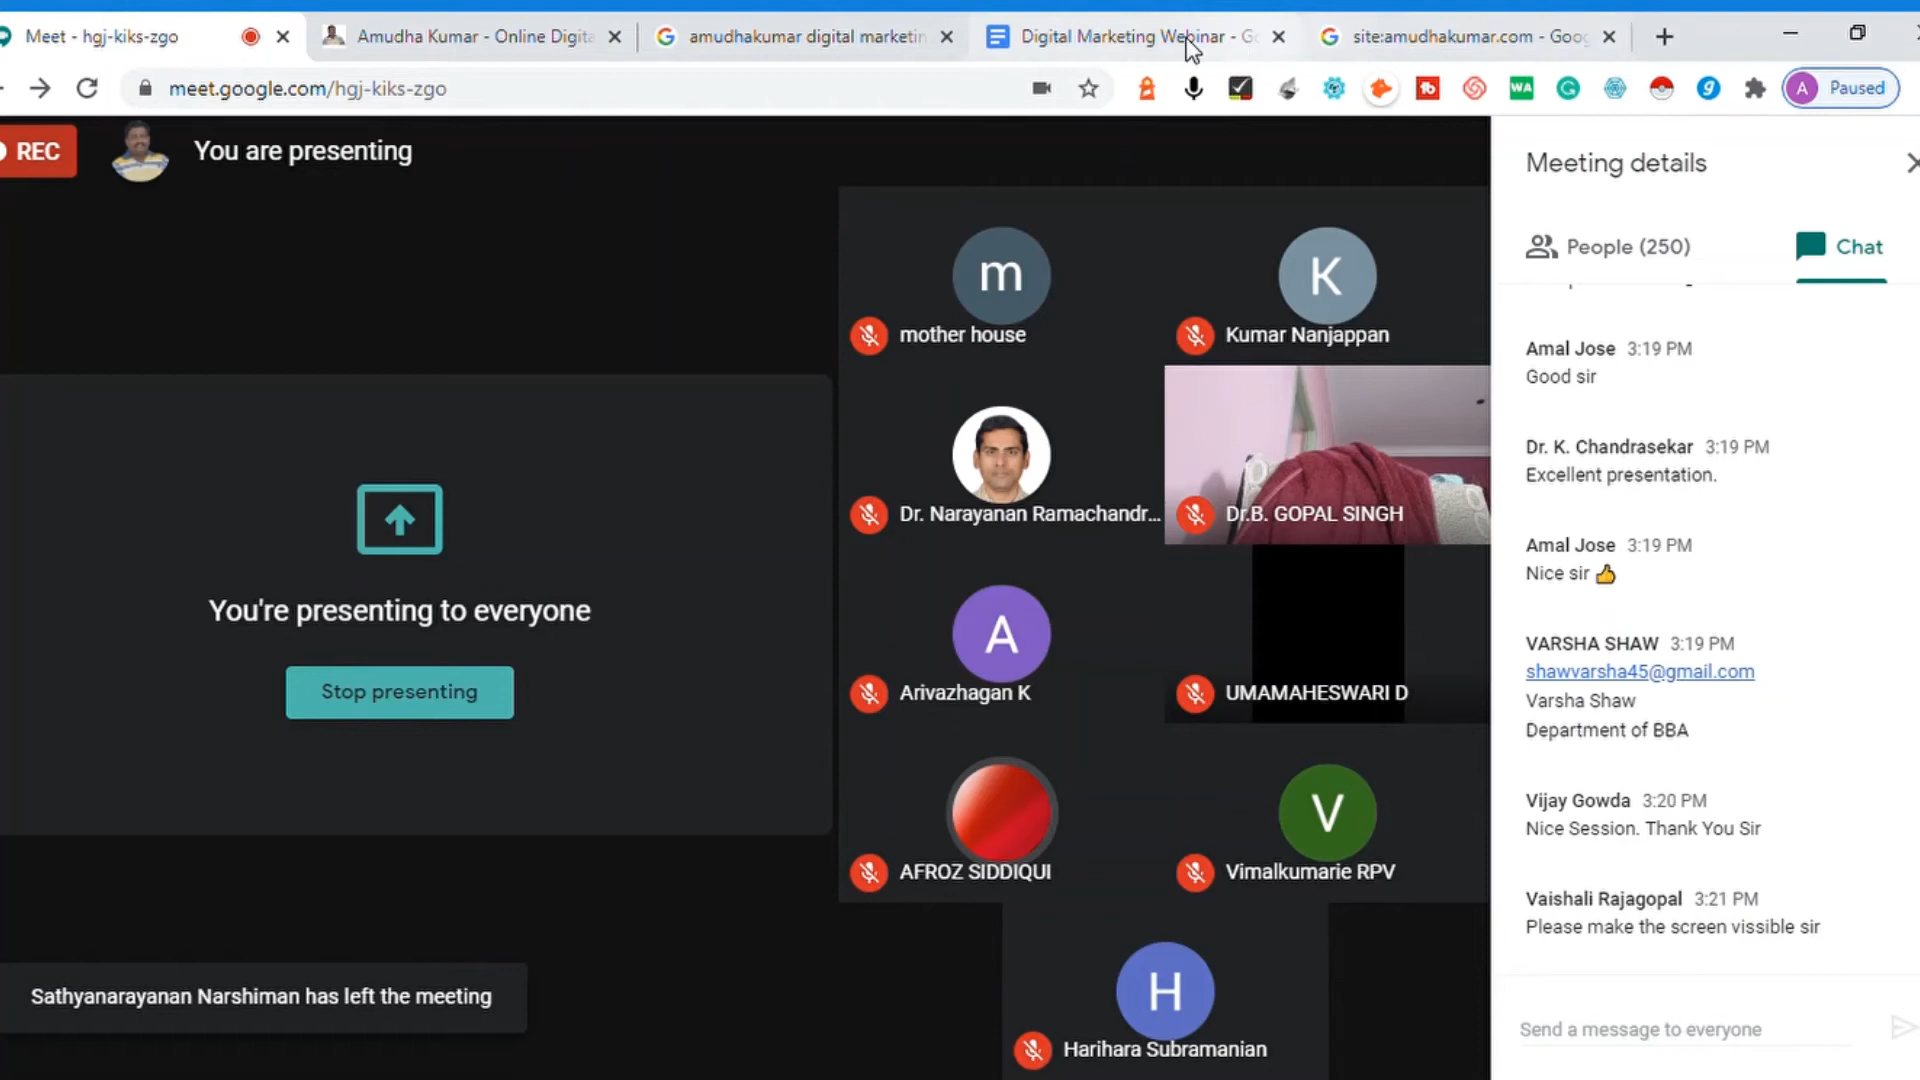 Meet - hgj-kiks-zgo
Amudha Kumar - Online Digita
amudhakumar digital marketin
Digital Marketing Webinar - Go
site:amudhakumar.com - Goog
meet.google.com/hgj-kiks-zgo
tb
WA
A
Paused
REC
You are presenting
Meeting details
People (250)
Chat
m
mother house
K
Kumar Nanjappan
Dr. Narayanan Ramachandr...
Dr.B. GOPAL SINGH
A
Arivazhagan K
UMAMAHESWARI D
AFROZ SIDDIQUI
V
Vimalkumarie RPV
H
Harihara Subramanian
You're presenting to everyone
Stop presenting
Sathyanarayanan Narshiman has left the meeting
Amal Jose 3:19 PM
Good sir
Dr. K. Chandrasekar 3:19 PM
Excellent presentation.
Amal Jose 3:19 PM
Nice sir 👍
VARSHA SHAW 3:19 PM
shawvarsha45@gmail.com
Varsha Shaw
Department of BBA
Vijay Gowda 3:20 PM
Nice Session. Thank You Sir
Vaishali Rajagopal 3:21 PM
Please make the screen vissible sir
Send a message to everyone